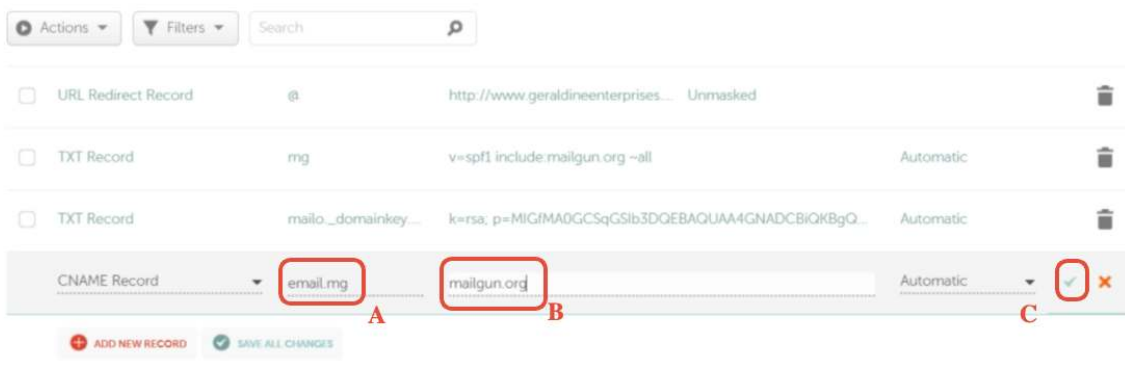 Actions Filters Search
URL Redirect Record @ http://www.geraldineenterprises... Unmasked
TXT Record mg v=spf1 include:mailgun.org ~all Automatic
TXT Record mailo._domainkey... k=rsa; p=MIGfMA0GCSqGSIb3DQEBAQUAA4GNADCBiQKBgQ... Automatic
CNAME Record email.mg mailgun.org Automatic
A B C
ADD NEW RECORD SAVE ALL CHANGES